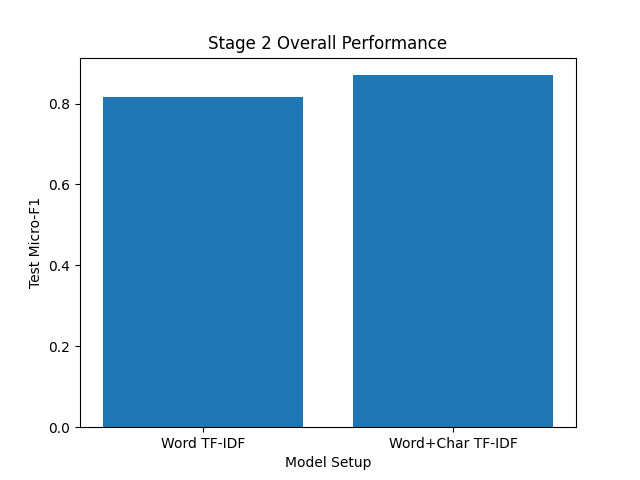 Stage 2 Overall Performance
0.8
0.6
0.4
0.2
0.0
Test Micro-F1
Word TF-IDF
Word+Char TF-IDF
Model Setup